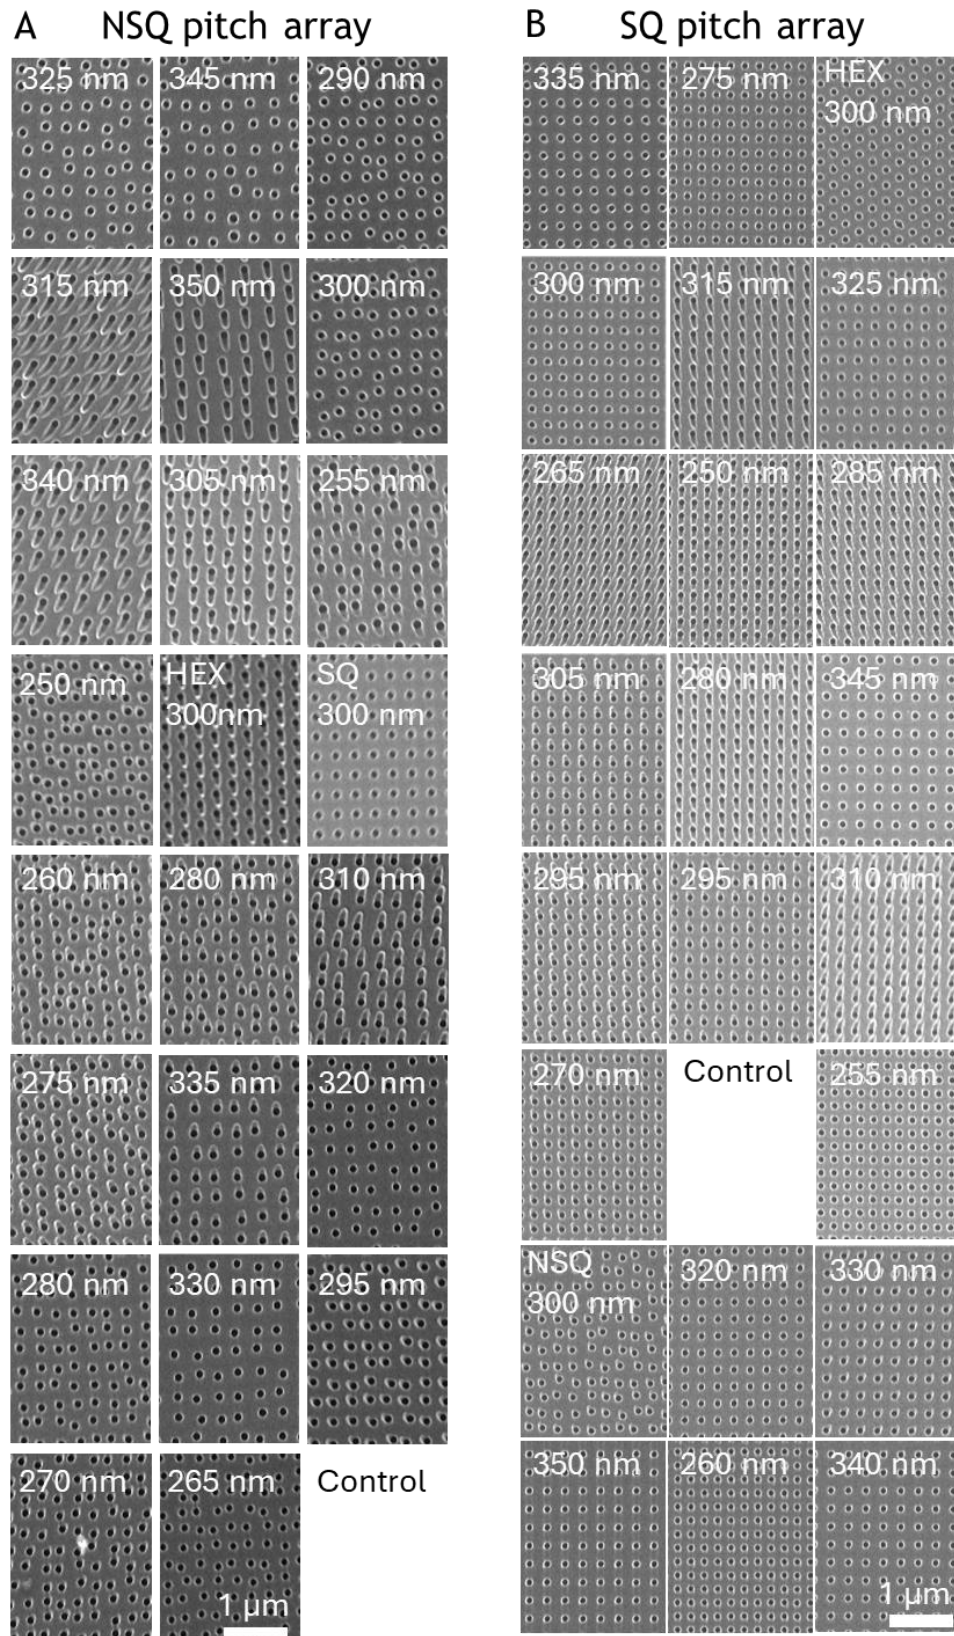 A NSQ pitch array
325 nm 345 nm 290 nm
315 nm 350 nm 300 nm
340 nm 305 nm 255 nm
250 nm HEX 300nm SQ 300 nm
260 nm 280 nm 310 nm
275 nm 335 nm 320 nm
280 nm 330 nm 295 nm
270 nm 265 nm Control
1 µm
B SQ pitch array
335 nm 275 nm HEX 300 nm
300 nm 315 nm 325 nm
265 nm 250 nm 285 nm
305 nm 280 nm 345 nm
295 nm 295 nm 310 nm
270 nm Control 255 nm
NSQ 300 nm 320 nm 330 nm
350 nm 260 nm 340 nm
1 µm